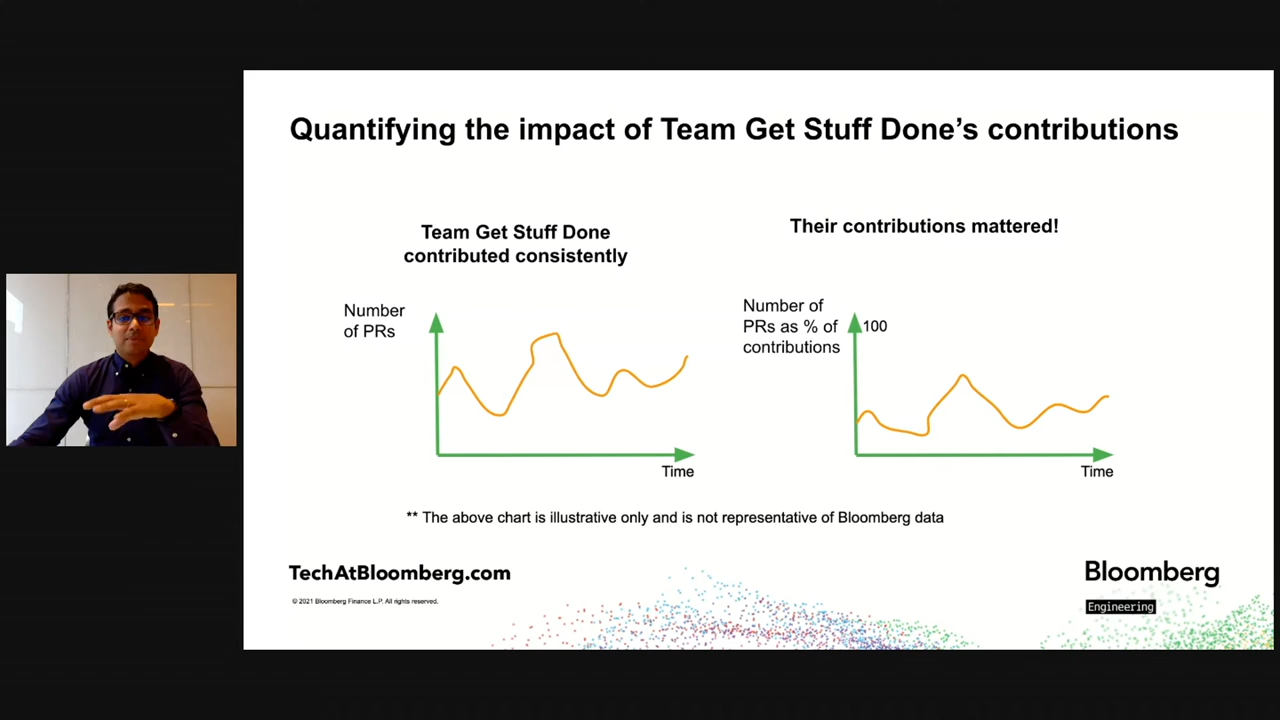 Quantifying the impact of Team Get Stuff Done's contributions
Team Get Stuff Done
contributed consistently
Number
of PRs
Time
Their contributions mattered!
Number of
PRs as % of
contributions
100
Time
** The above chart is illustrative only and is not representative of Bloomberg data
TechAtBloomberg.com
© 2021 Bloomberg Finance L.P. All rights reserved.
Bloomberg
Engineering